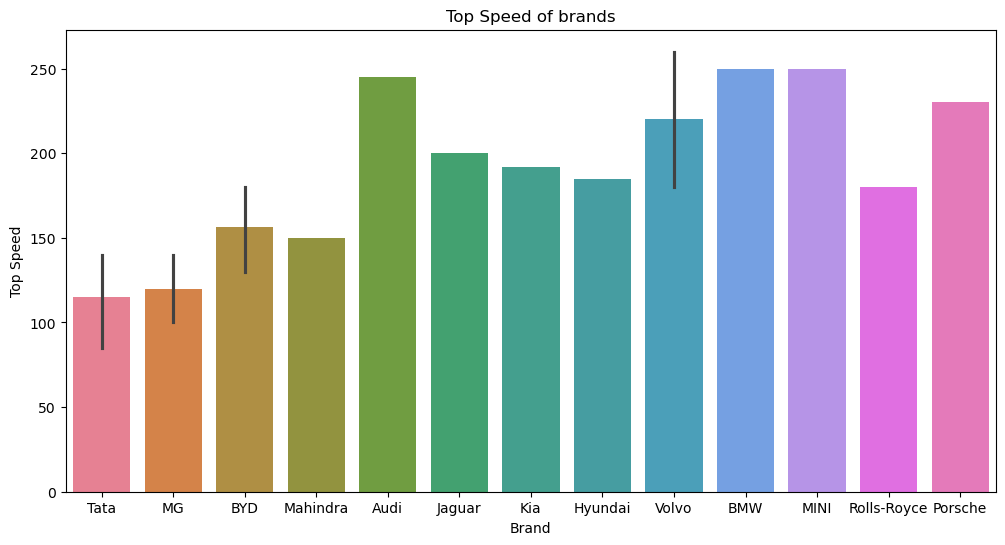 Top Speed of brands
Top Speed
250
200
150
100
50
0
Tata MG BYD Mahindra Audi Jaguar Kia Hyundai Volvo BMW MINI Rolls-Royce Porsche
Brand